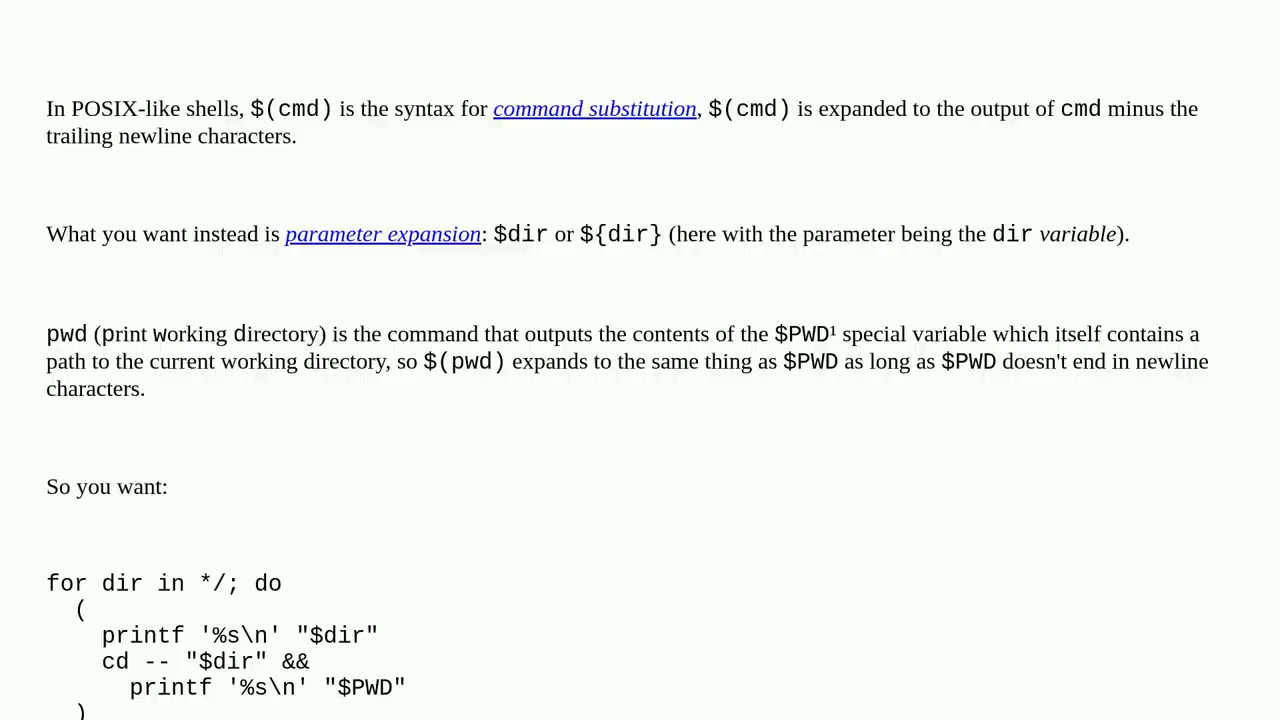 In POSIX-like shells, $(cmd) is the syntax for command substitution, $(cmd) is expanded to the output of cmd minus the
trailing newline characters.
What you want instead is parameter expansion: $dir or ${dir} (here with the parameter being the dir variable).
pwd (print working directory) is the command that outputs the contents of the $PWD¹ special variable which itself contains a
path to the current working directory, so $(pwd) expands to the same thing as $PWD as long as $PWD doesn't end in newline
characters.
So you want:
for dir in */; do
  (
    printf '%s\n' "$dir"
    cd -- "$dir" &&
      printf '%s\n' "$PWD"
  )